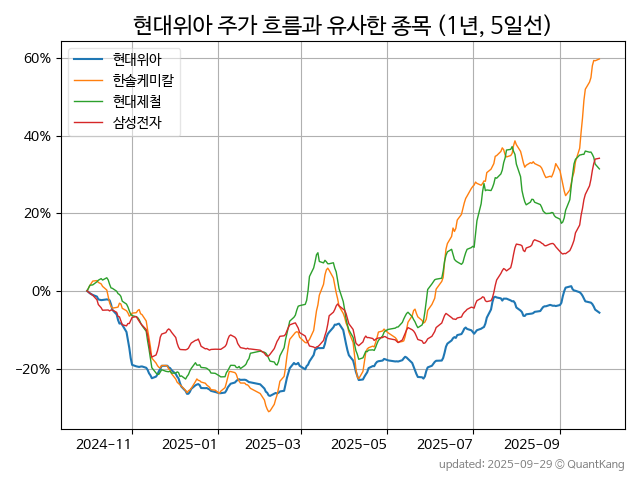 현대위아 주가 흐름과 유사한 종목 (1년, 5일선)
현대위아
한솔케미칼
현대제철
삼성전자
60%
40%
20%
0%
−20%
2024−11
2025−01
2025−03
2025−05
2025−07
2025−09
updated: 2025−09−29 © QuantKang